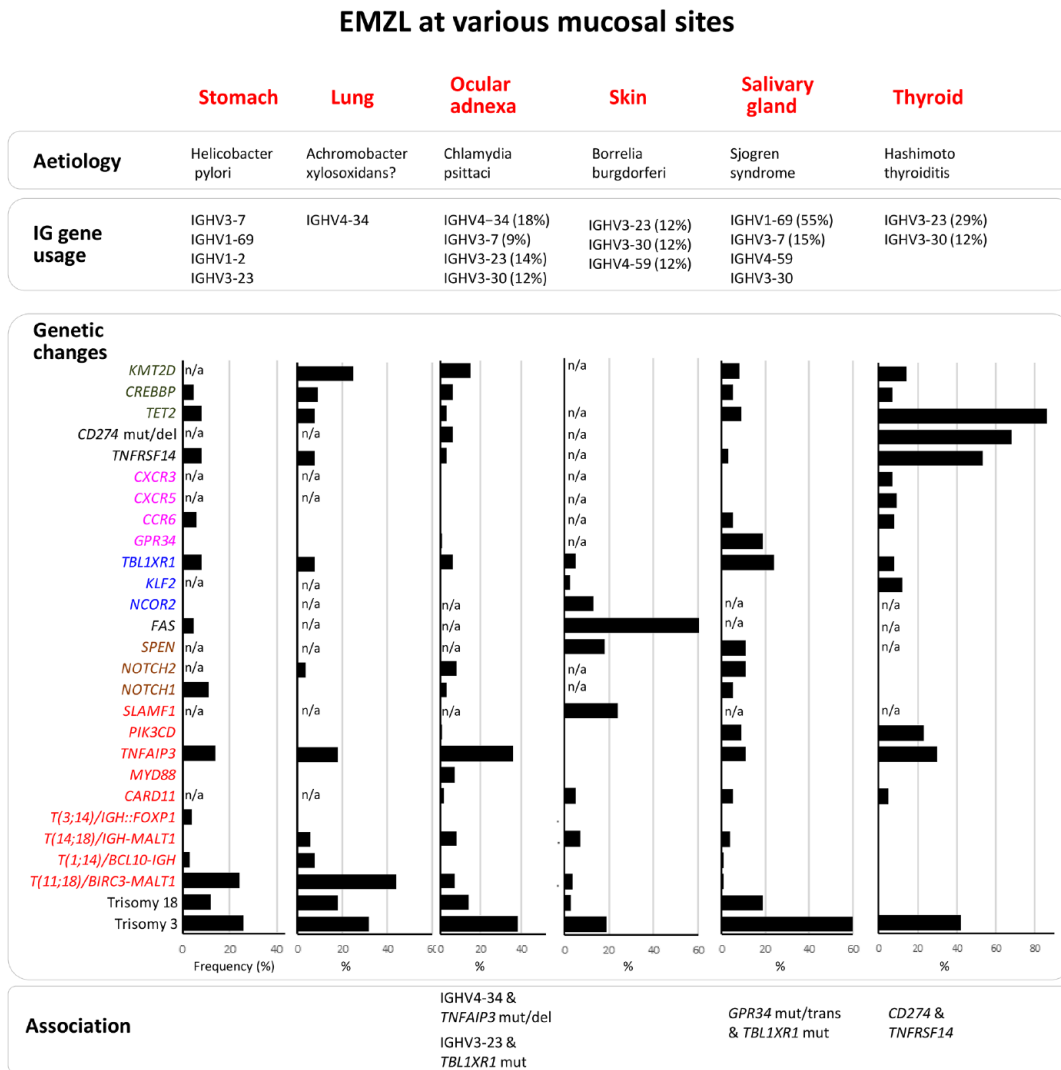 EMZL at various mucosal sites
Stomach Lung Ocular adnexa Skin Salivary gland Thyroid
Aetiology
Helicobacter pylori
Achromobacter xylosoxidans?
Chlamydia psittaci
Borrelia burgdorferi
Sjogren syndrome
Hashimoto thyroiditis
IG gene usage
IGHV3-7
IGHV1-69
IGHV1-2
IGHV3-23
IGHV4-34
IGHV4–34 (18%)
IGHV3-7 (9%)
IGHV3-23 (14%)
IGHV3-30 (12%)
IGHV3-23 (12%)
IGHV3-30 (12%)
IGHV4-59 (12%)
IGHV1-69 (55%)
IGHV3-7 (15%)
IGHV4-59
IGHV3-30
IGHV3-23 (29%)
IGHV3-30 (12%)
Genetic changes
KMT2D n/a n/a
CREBBP n/a
TET2 n/a
CD274 mut/del n/a n/a n/a
TNFRSF14 n/a
CXCR3 n/a n/a n/a
CXCR5 n/a n/a n/a
CCR6 n/a
GPR34 n/a
TBL1XR1
KLF2 n/a n/a
NCOR2 n/a n/a n/a n/a
FAS n/a n/a n/a n/a
SPEN n/a n/a n/a n/a
NOTCH2 n/a n/a
NOTCH1 n/a
SLAMF1 n/a n/a n/a n/a n/a
PIK3CD
TNFAIP3
MYD88
CARD11 n/a n/a
T(3;14)/IGH::FOXP1
T(14;18)/IGH-MALT1
T(1;14)/BCL10-IGH
T(11;18)/BIRC3-MALT1
Trisomy 18
Trisomy 3
0 20 40 0 20 40 60 0 20 40 0 20 40 60 0 20 40 60 0 20 40 60 80
Frequency (%) % % % % %
Association
IGHV4-34 &
TNFAIP3 mut/del
IGHV3-23 &
TBL1XR1 mut
GPR34 mut/trans
& TBL1XR1 mut
CD274 &
TNFRSF14